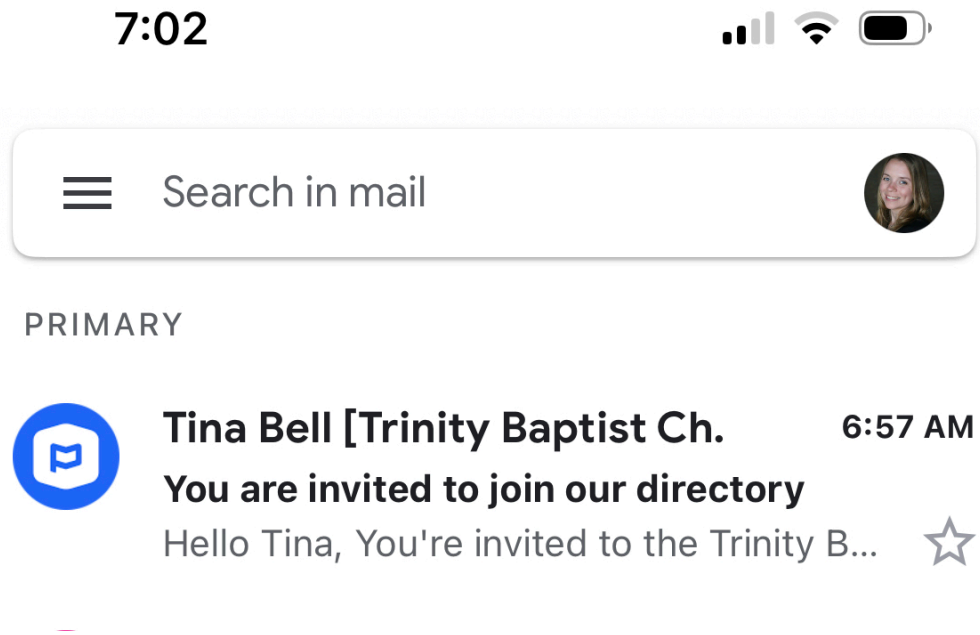 7:02
Search in mail
PRIMARY
Tina Bell [Trinity Baptist Ch. 6:57 AM
You are invited to join our directory
Hello Tina, You're invited to the Trinity B...